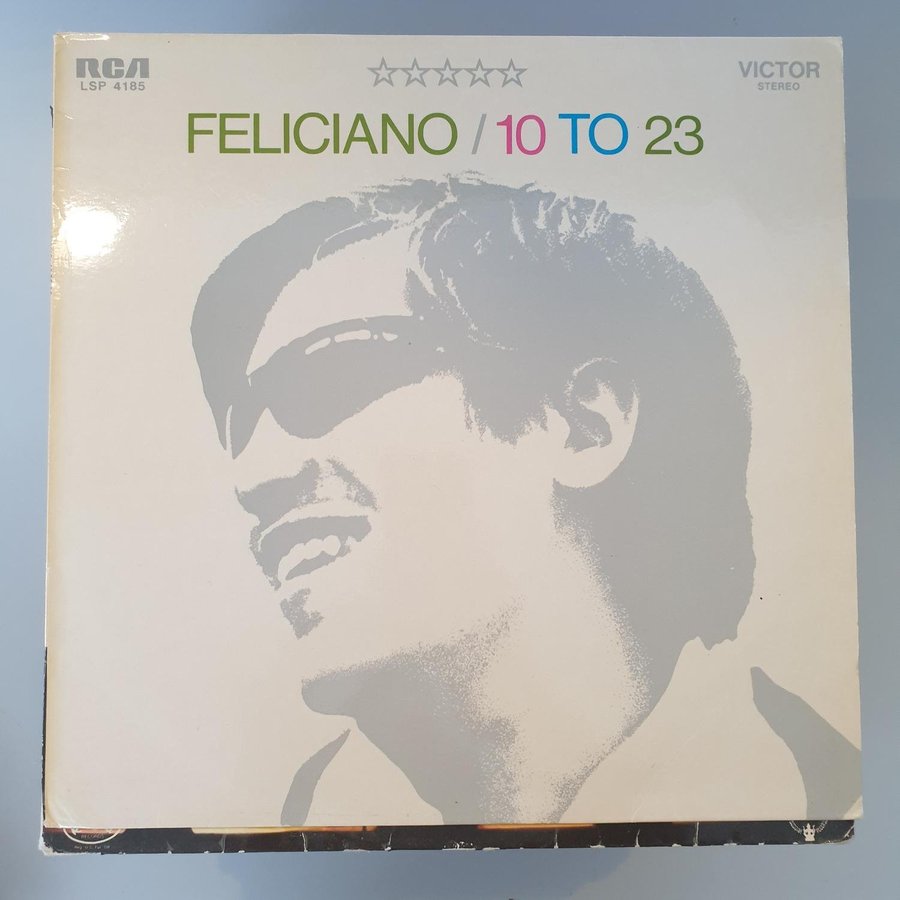 RCA
LSP 4185
VICTOR
STEREO
FELICIANO / 10 TO 23